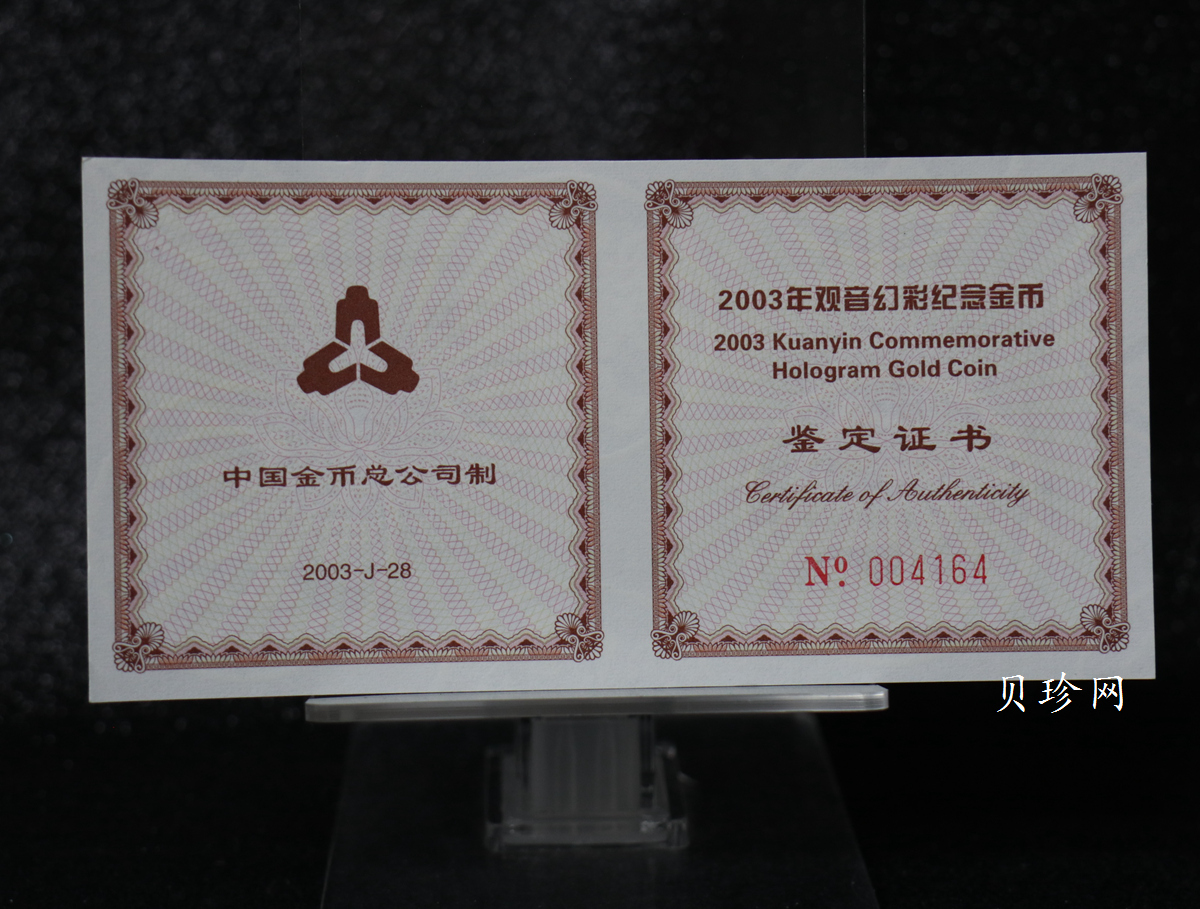 中国金币总公司制
2003-J-28
2003年观音幻彩纪念金币
2003 Kuanyin Commemorative
Hologram Gold Coin
鉴定证书
Certificate of Authenticity
Nº 004164
贝珍网